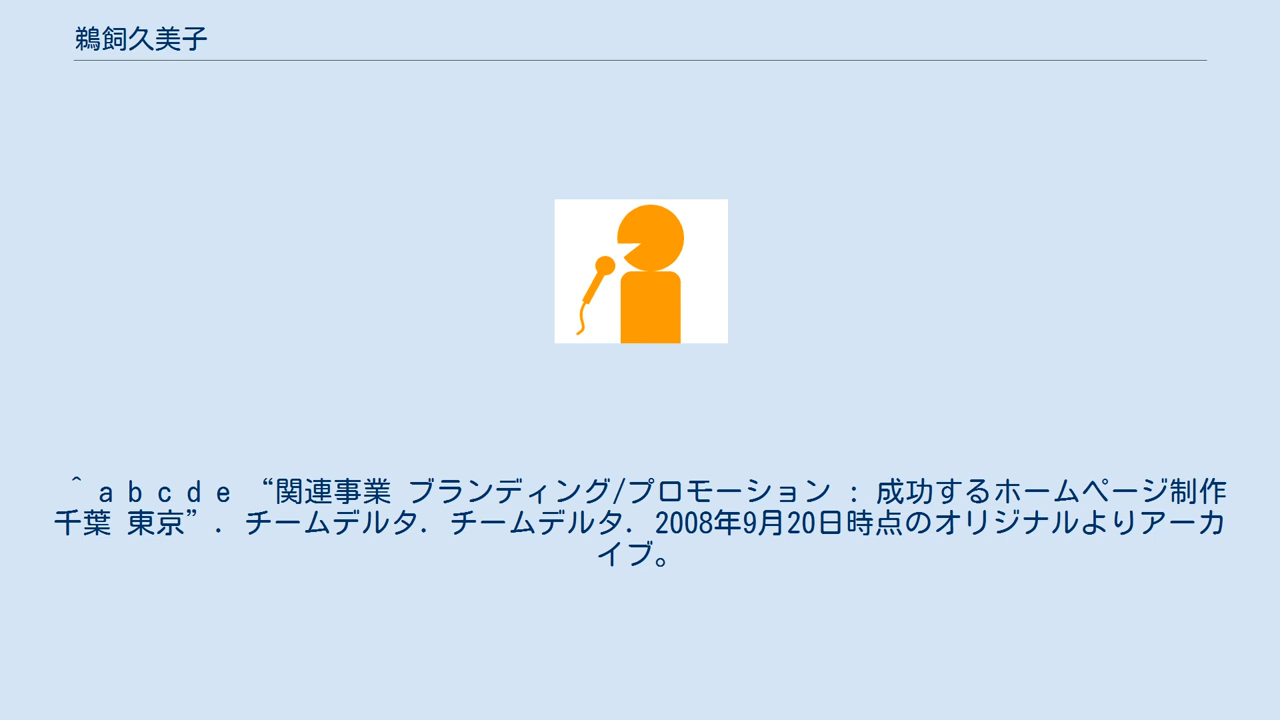 鵜飼久美子
^ a b c d e “関連事業 ブランディング/プロモーション : 成功するホームページ制作
千葉 東京”. チームデルタ. チームデルタ. 2008年9月20日時点のオリジナルよりアーカ
イブ。